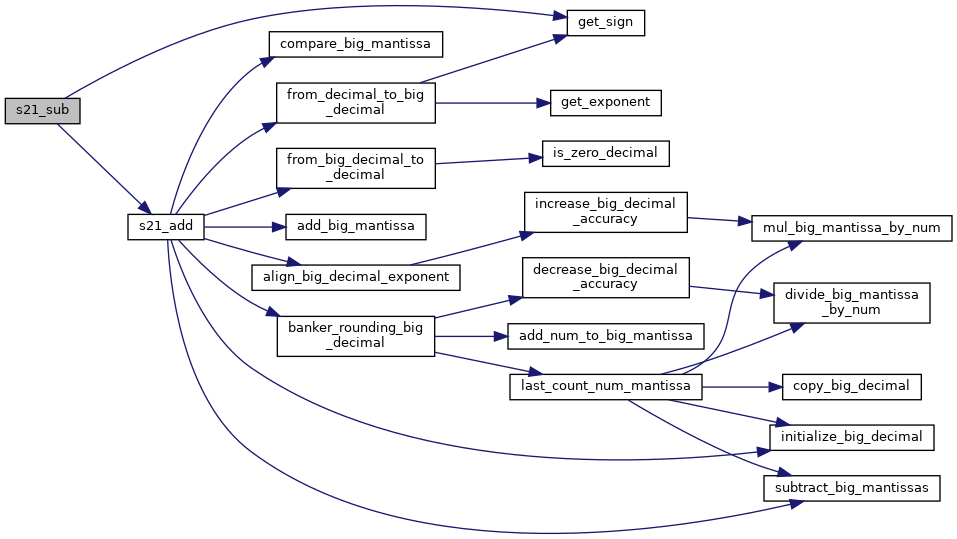 s21_sub
get_sign
compare_big_mantissa
from_decimal_to_big
_decimal
get_exponent
from_big_decimal_to
_decimal
is_zero_decimal
s21_add
add_big_mantissa
increase_big_decimal
_accuracy
mul_big_mantissa_by_num
align_big_decimal_exponent
decrease_big_decimal
_accuracy
divide_big_mantissa
_by_num
banker_rounding_big
_decimal
add_num_to_big_mantissa
last_count_num_mantissa
copy_big_decimal
initialize_big_decimal
subtract_big_mantissas